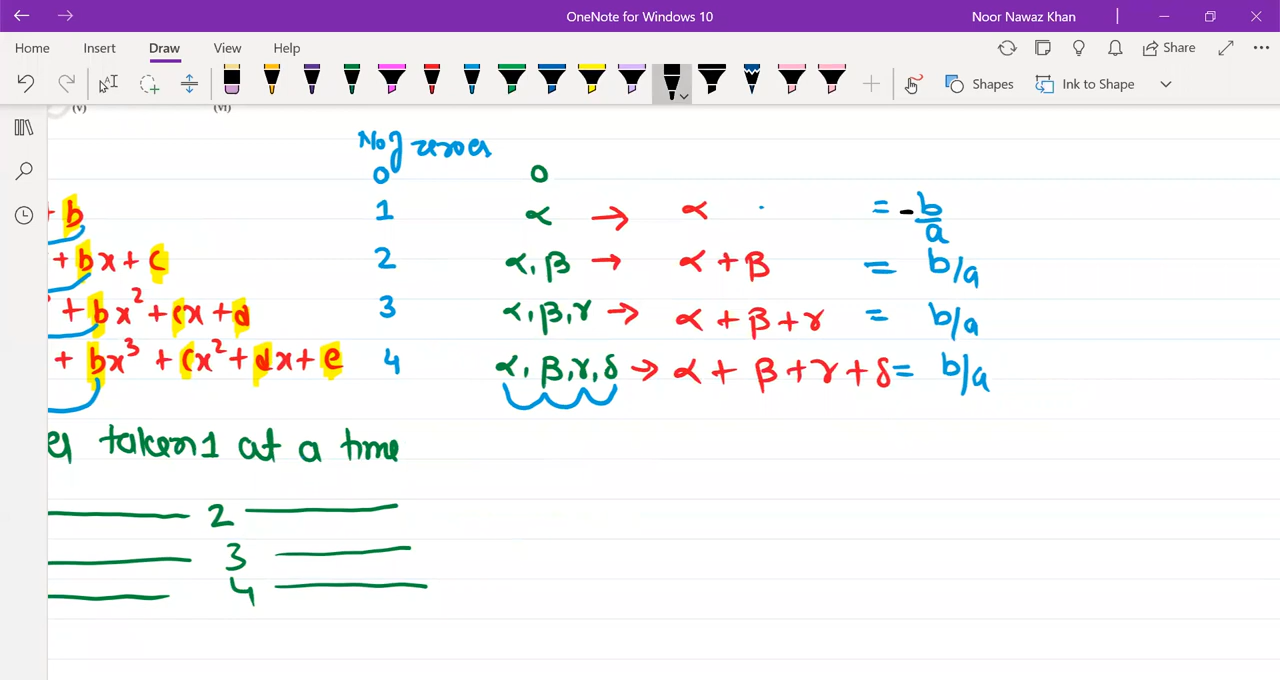 OneNote for Windows 10
Noor Nawaz Khan
Home Insert Draw View Help
Share
Shapes Ink to Shape
(V) (VI)
No of zeroes
0 0
+ b 1 α → α = -b/a
+ bx + c 2 α, β → α + β = b/a
+ bx² + cx + d 3 α, β, γ → α + β + γ = b/a
+ bx³ + cx² + dx + e 4 α, β, γ, δ → α + β + γ + δ = b/a
taken 1 at a time
2
3
4